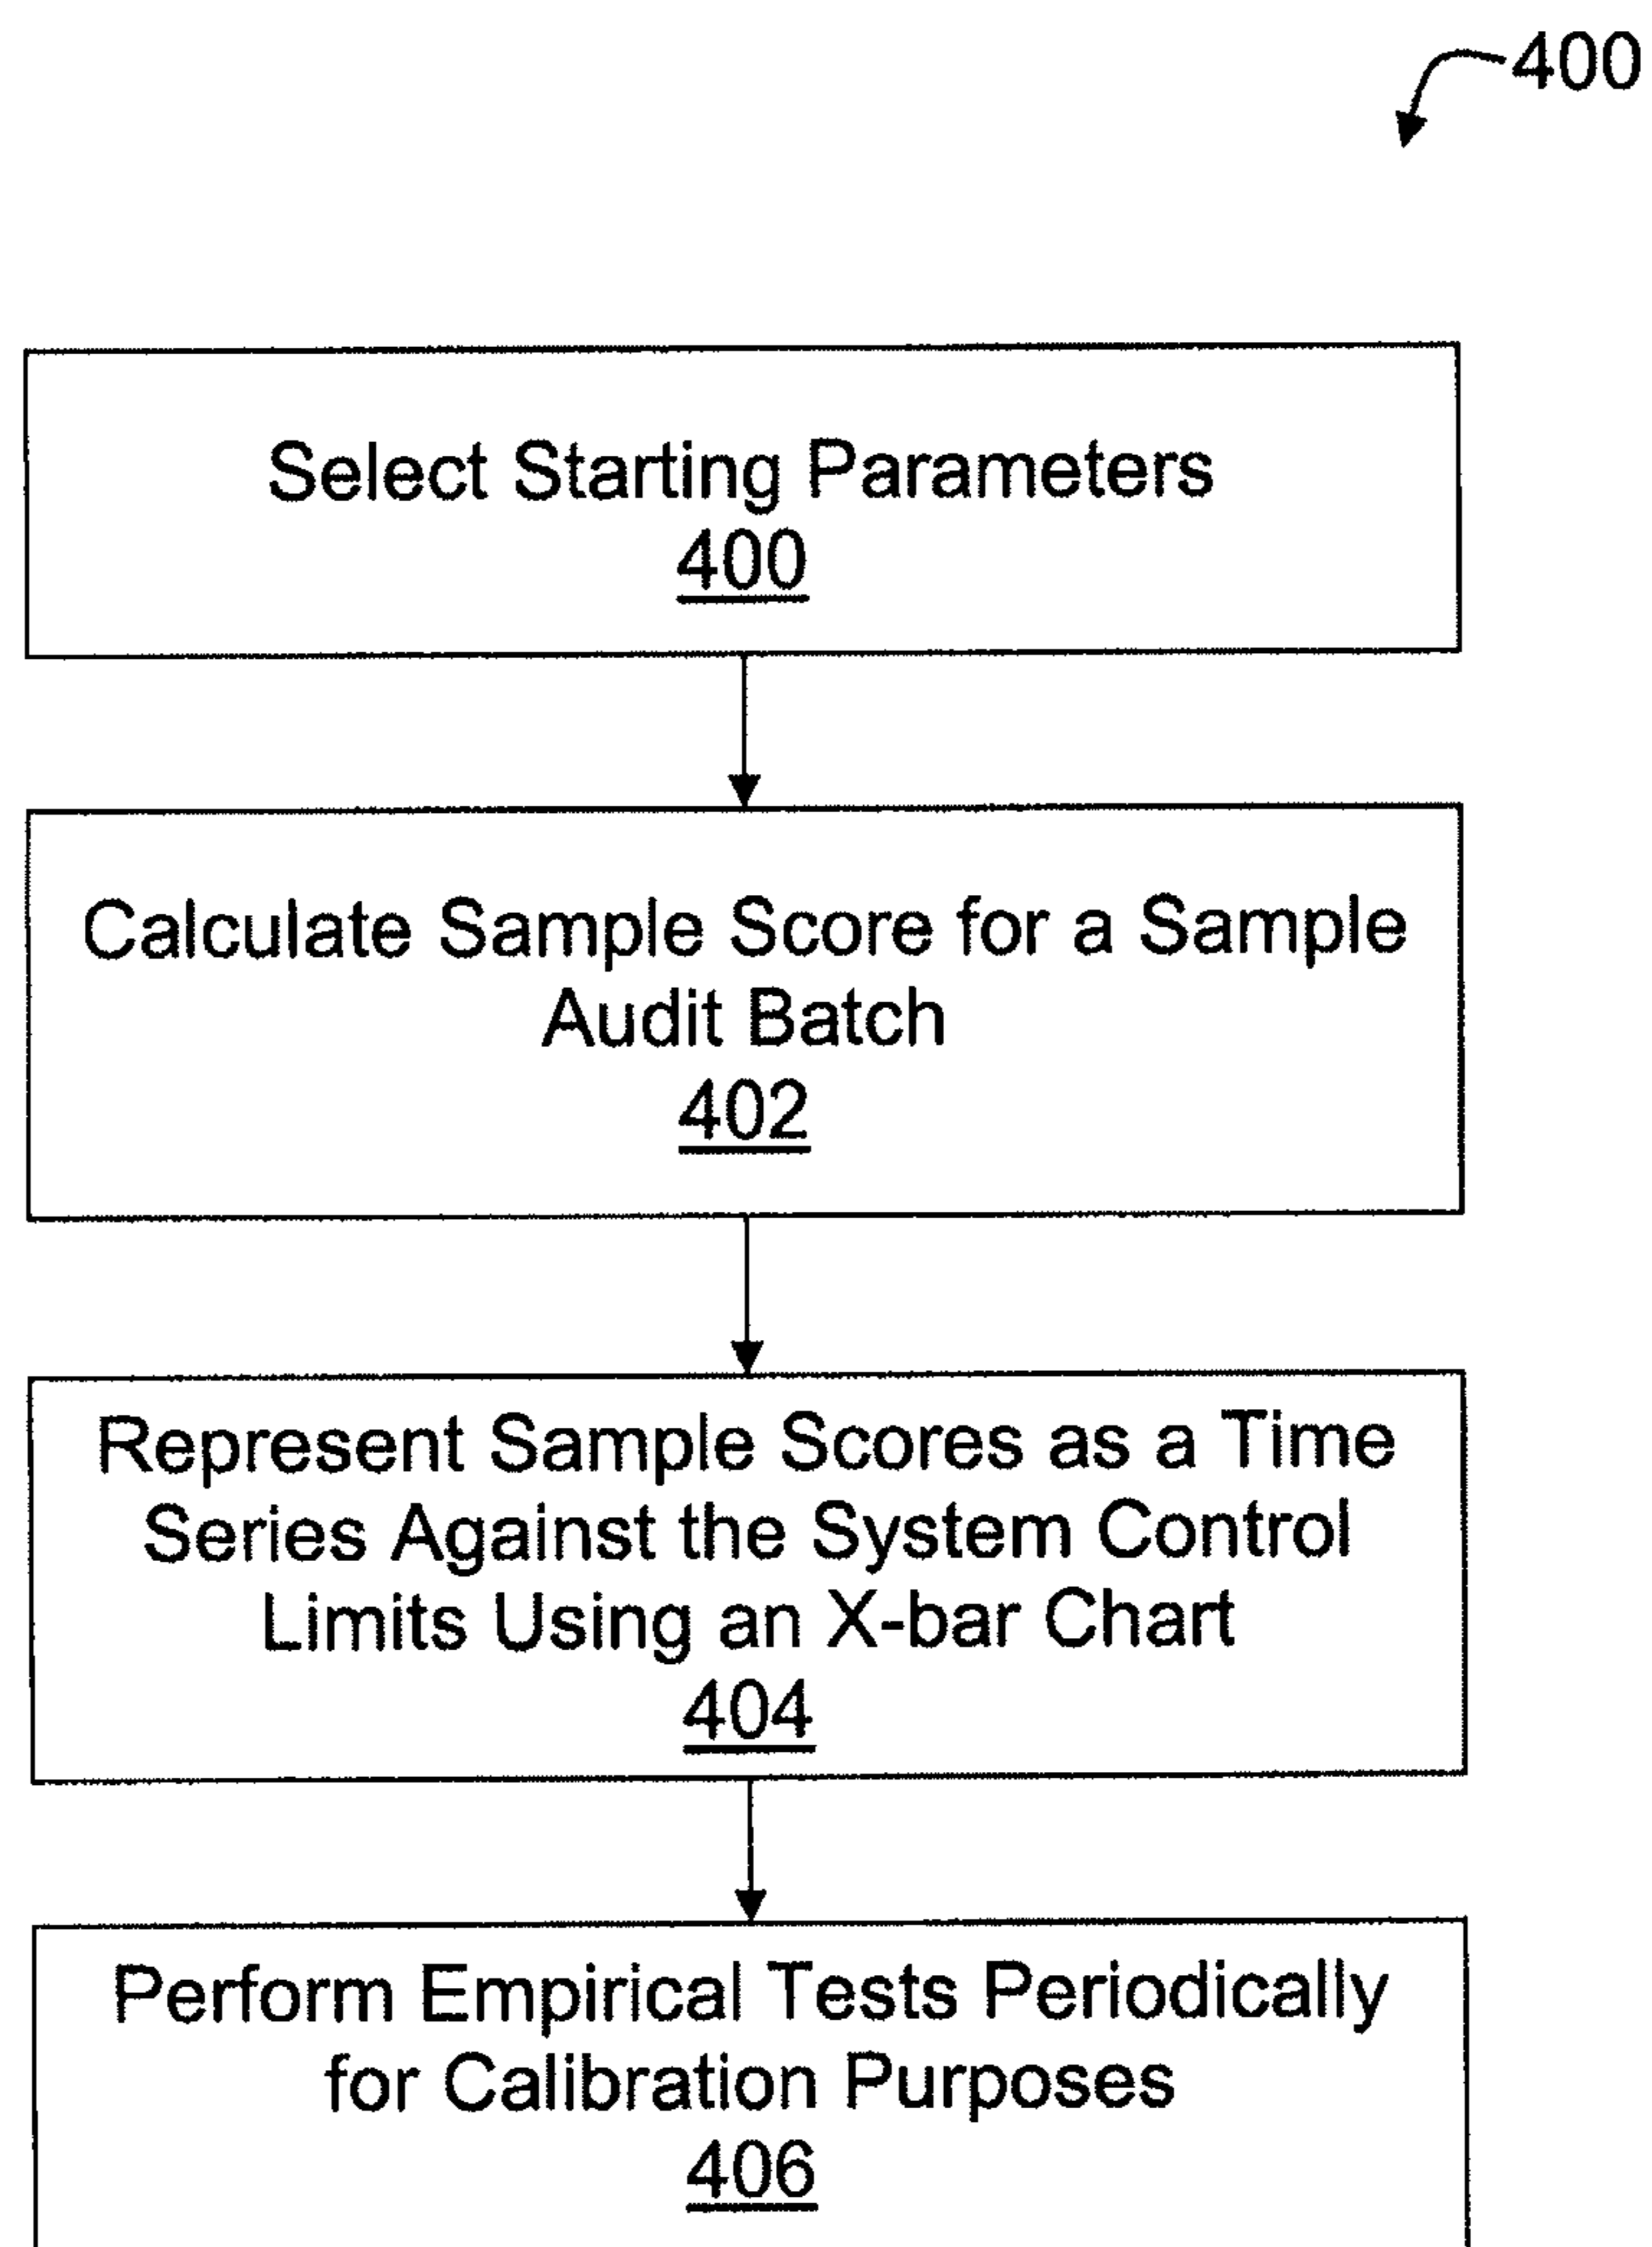 400
Select Starting Parameters
400
Calculate Sample Score for a Sample
Audit Batch
402
Represent Sample Scores as a Time
Series Against the System Control
Limits Using an X-bar Chart
404
Perform Empirical Tests Periodically
for Calibration Purposes
406